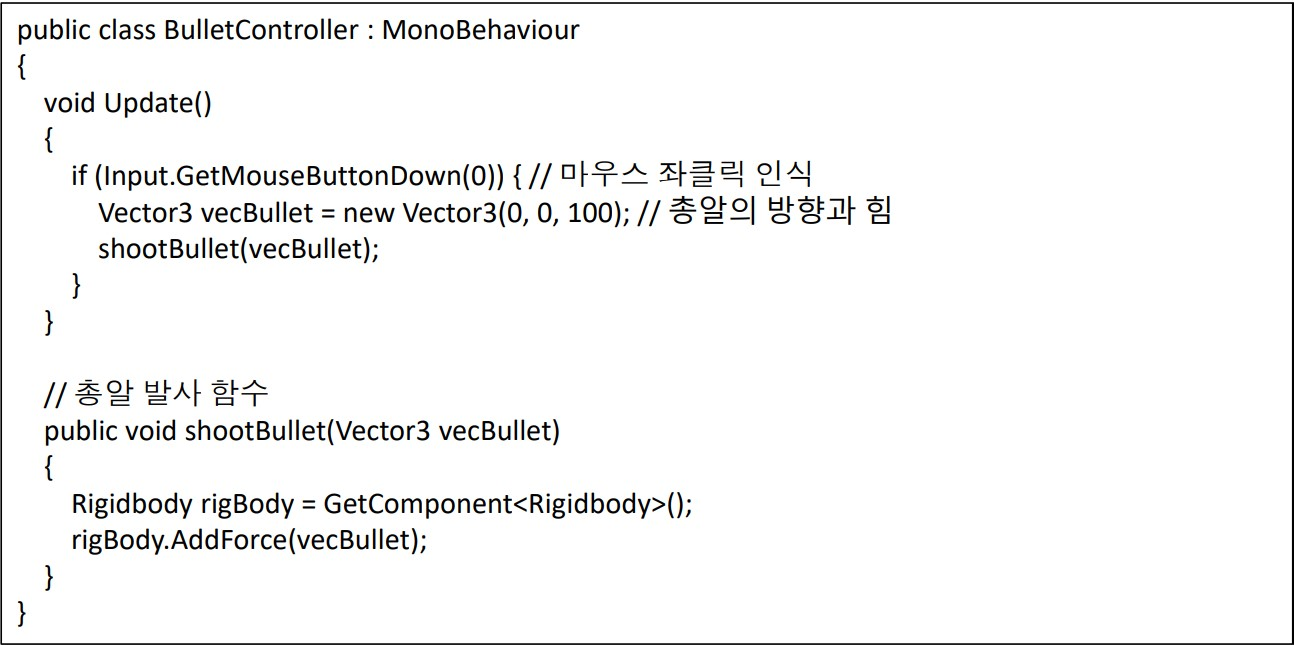 public class BulletController : MonoBehaviour
{
void Update()
{
if (Input.GetMouseButtonDown(0)) { // 마우스 좌클릭 인식
Vector3 vecBullet = new Vector3(0, 0, 100); // 총알의 방향과 힘
shootBullet(vecBullet);
}
}
// 총알 발사 함수
public void shootBullet(Vector3 vecBullet)
{
Rigidbody rigBody = GetComponent<Rigidbody>();
rigBody.AddForce(vecBullet);
}
}